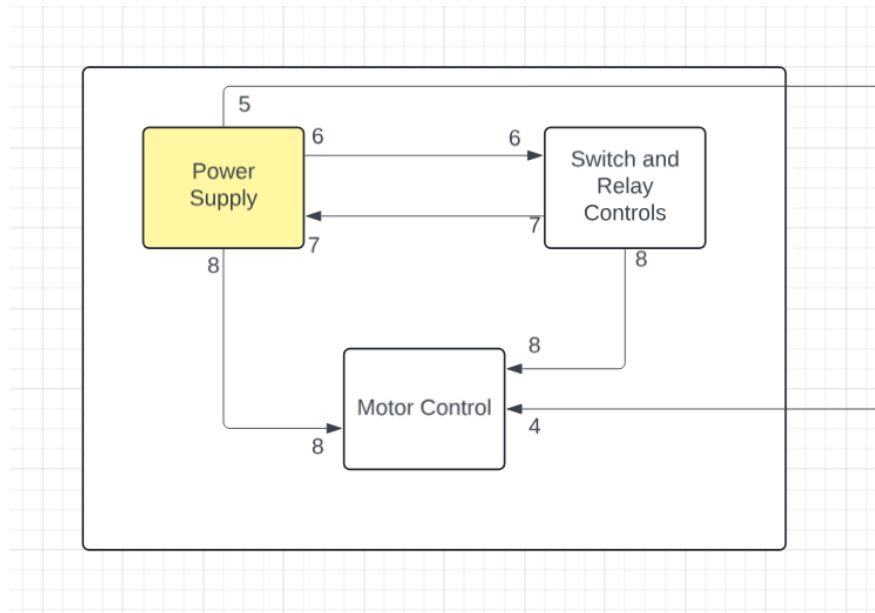 5
6
6
Power
Supply
Switch and
Relay
Controls
7
7
8
8
8
Motor Control
4
8